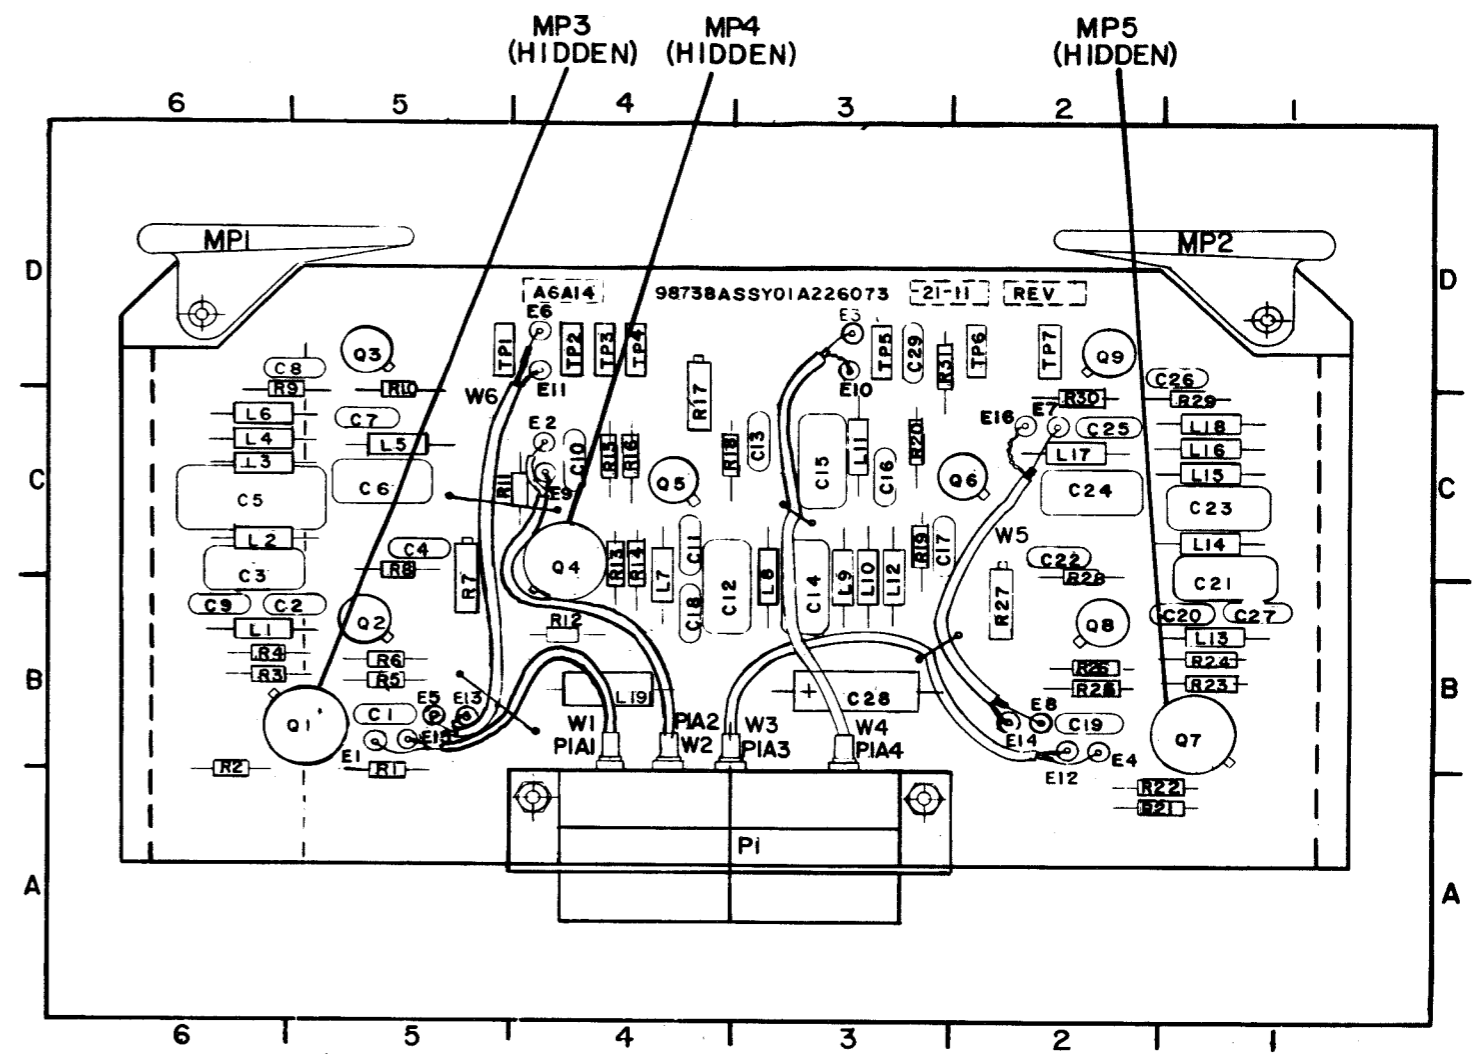 MP3 MP4 MP5
(HIDDEN) (HIDDEN) (HIDDEN)
6 5 4 3 2 1
MP1 MP2
D D
A6A14 98738ASSY01A226073 21-11 REV
E6 E3
Q3 TP1 TP2 TP3 TP4 TP5 C29 R31 TP6 TP7 Q9
C8 R9 R10 W6 E11 R17 E10 R30 C26 R29
L6 C7 E2 E16 E7 C25 L18
L4 L5 C10 R15 R16 R18 C13 L11 R20 L17 L16
L3 C6 R11 E9 Q5 C15 C16 Q6 C24 L15
C C5 C23 C
L2 C4 W5 L14
C3 R8 R7 Q4 R13 R14 L7 C11 C12 L8 C14 L9 L10 L12 R19 C17 C22 R28 C21
C9 C2 Q2 C18 R27 Q8 C20 C27
L1 R12 L13
R4 R6 R26 R24
B R3 R5 L19 + C28 R25 R23 B
Q1 C1 E5 E13 W1 P1A2 W3 W4 E8 C19 Q7
E1 E15 P1A1 W2 P1A3 P1A4 E14 E12 E4
R2 R1 R22
R21
P1
A A
6 5 4 3 2 1